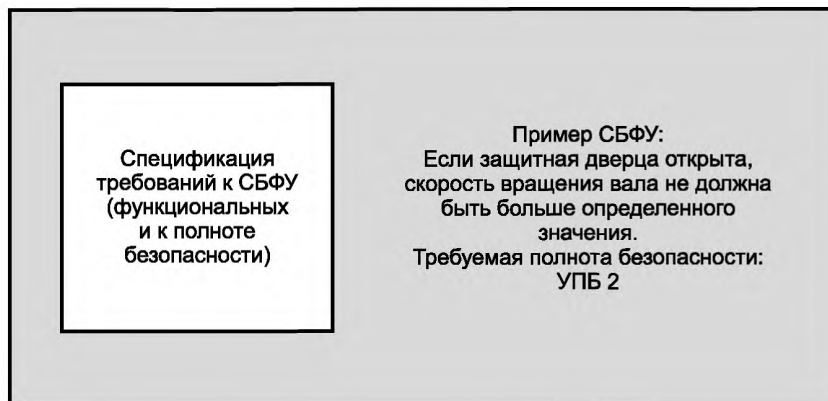 Спецификация
требований к СБФУ
(функциональных
и к полноте
безопасности)
Пример СБФУ:
Если защитная дверца открыта,
скорость вращения вала не должна
быть больше определенного
значения.
Требуемая полнота безопасности:
УПБ 2